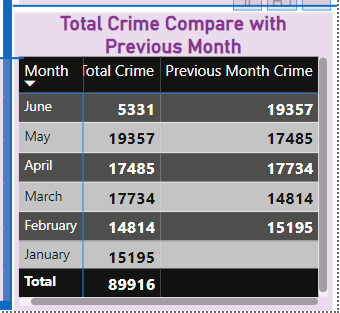 Total Crime Compare with
Previous Month
Month Total Crime Previous Month Crime
June 5331 19357
May 19357 17485
April 17485 17734
March 17734 14814
February 14814 15195
January 15195
Total 89916